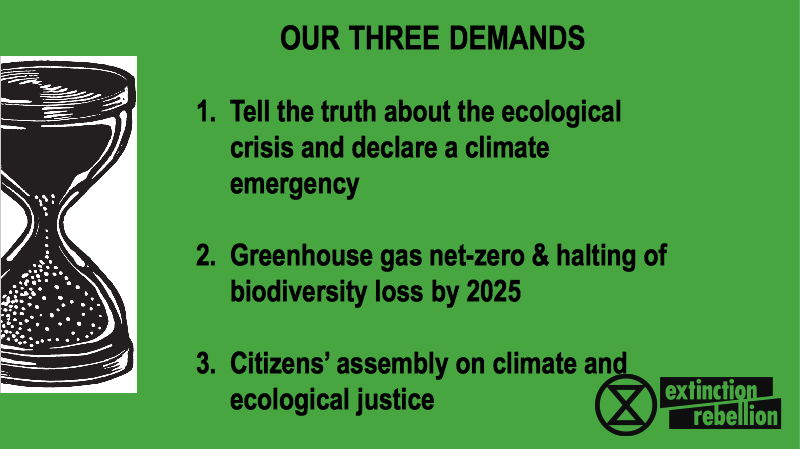 OUR THREE DEMANDS
1. Tell the truth about the ecological
crisis and declare a climate
emergency
2. Greenhouse gas net-zero & halting of
biodiversity loss by 2025
3. Citizens’ assembly on climate and
ecological justice
extinction
rebellion